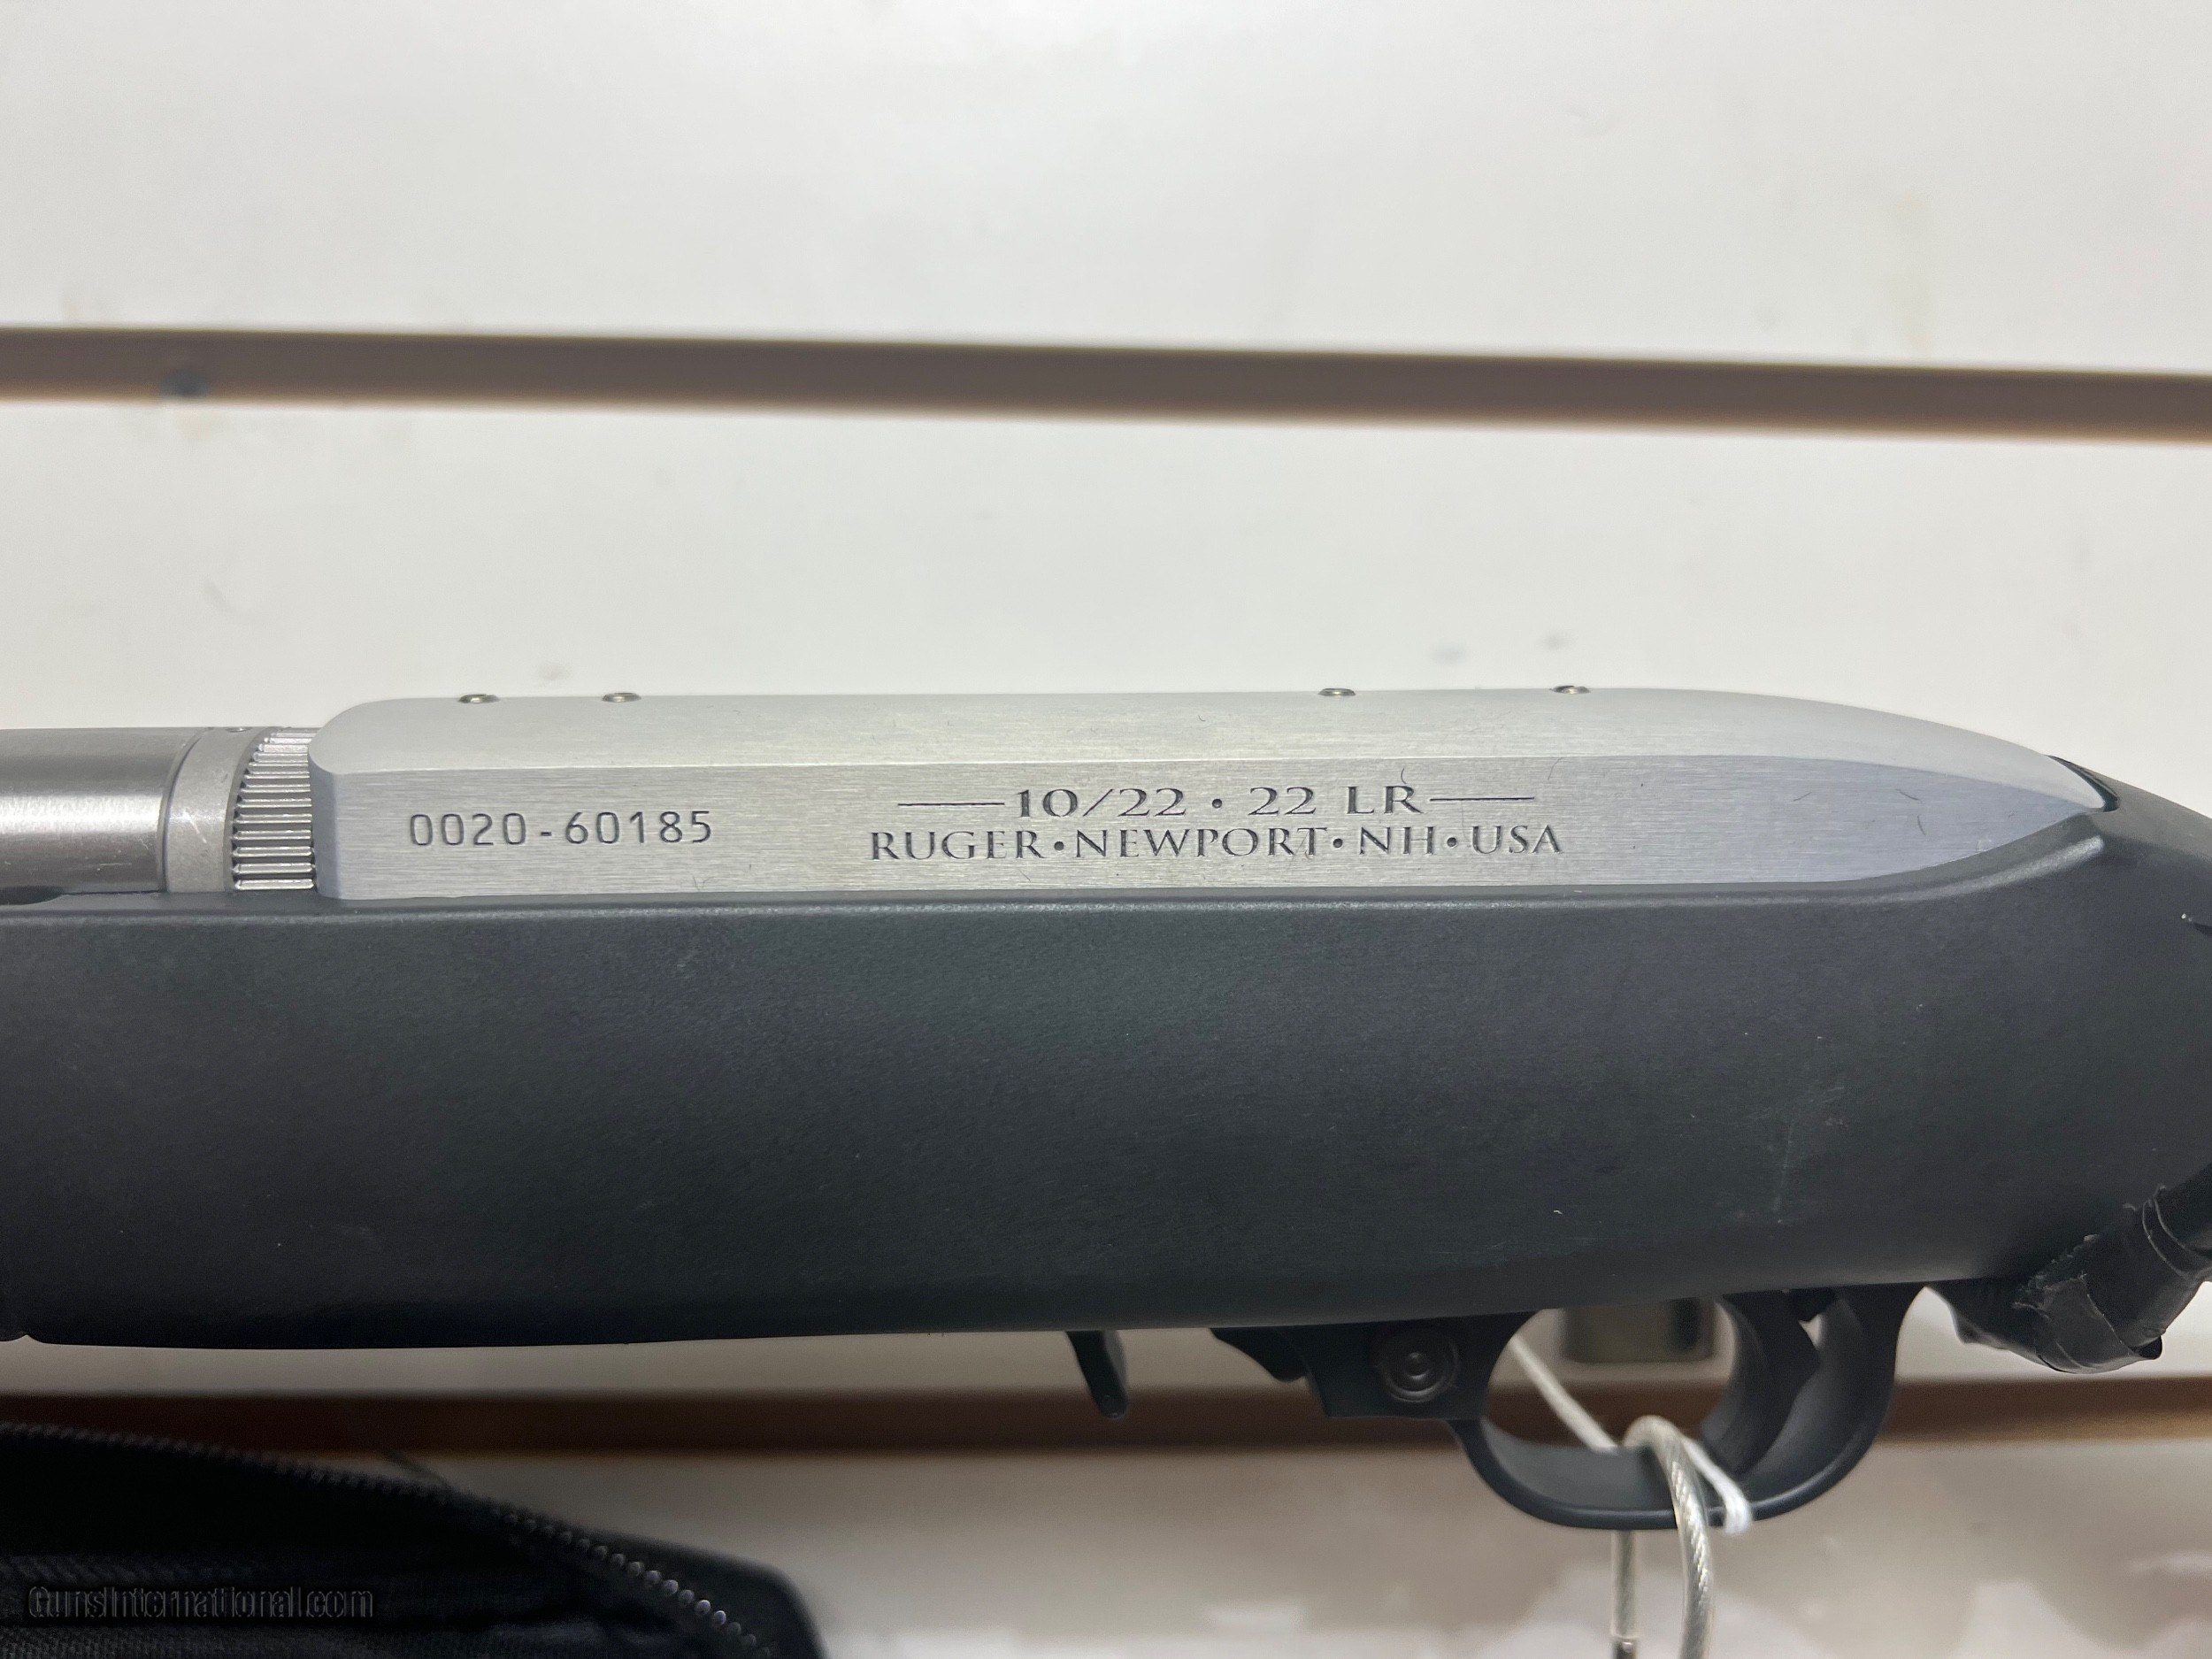 0020-60185
10/22 • 22 LR
RUGER•NEWPORT•NH•USA
GunsInternational.com